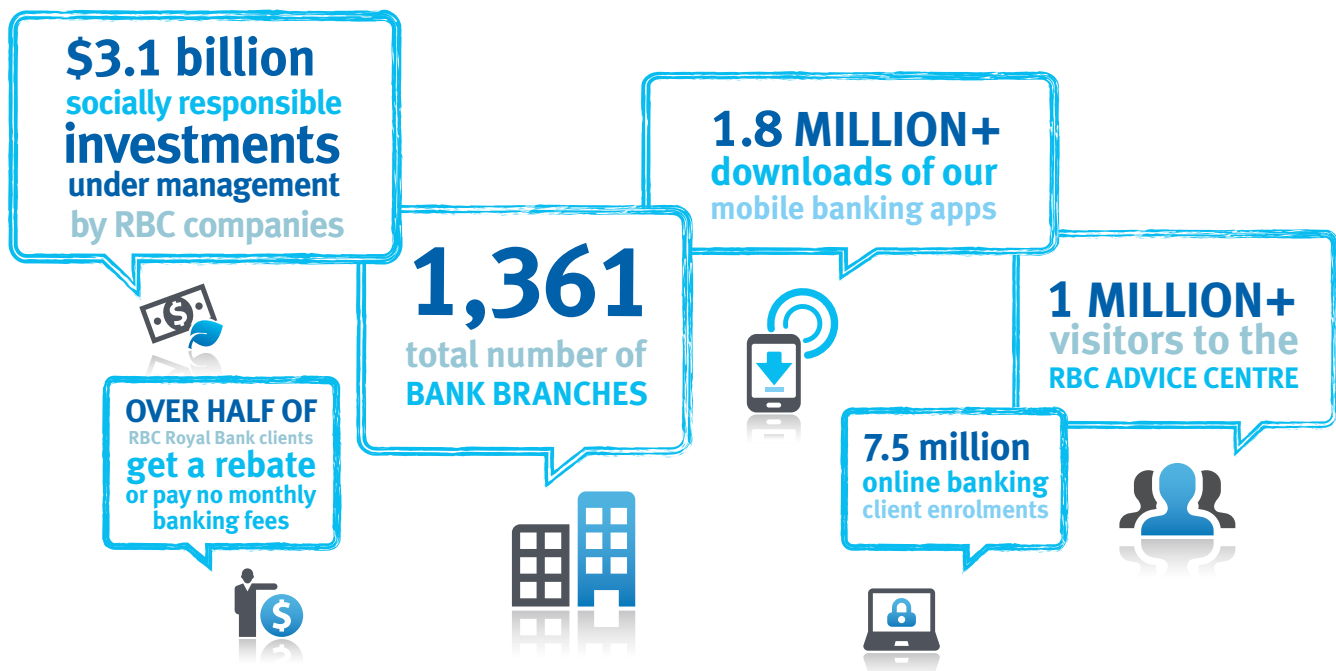 $3.1 billion
socially responsible
investments
under management
by RBC companies
1,361
total number of
BANK BRANCHES
1.8 MILLION+
downloads of our
mobile banking apps
1 MILLION+
visitors to the
RBC ADVICE CENTRE
OVER HALF OF
RBC Royal Bank clients
get a rebate
or pay no monthly
banking fees
7.5 million
online banking
client enrolments
$
$